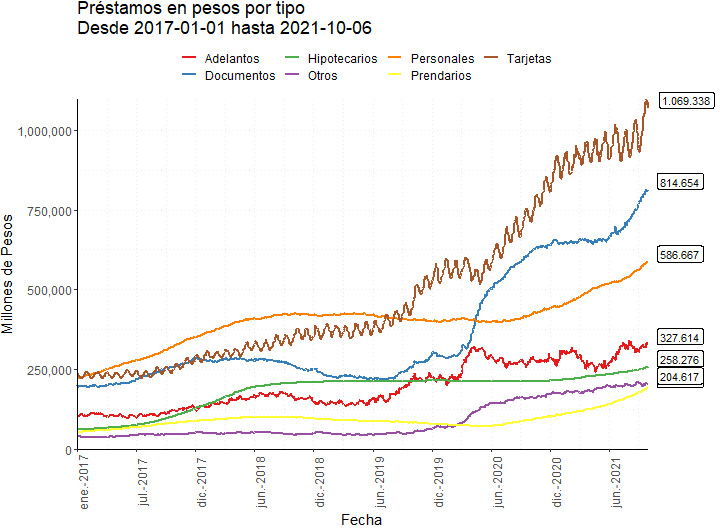 Préstamos en pesos por tipo
Desde 2017-01-01 hasta 2021-10-06
Adelantos Hipotecarios Personales Tarjetas
Documentos Otros Prendarios
Millones de Pesos
1,000,000
750,000
500,000
250,000
0
1.069.338
814.654
586.667
327.614
258.276
204.617
ene.-2017 jul.-2017 dic.-2017 jun.-2018 dic.-2018 jun.-2019 dic.-2019 jun.-2020 dic.-2020 jun.-2021
Fecha